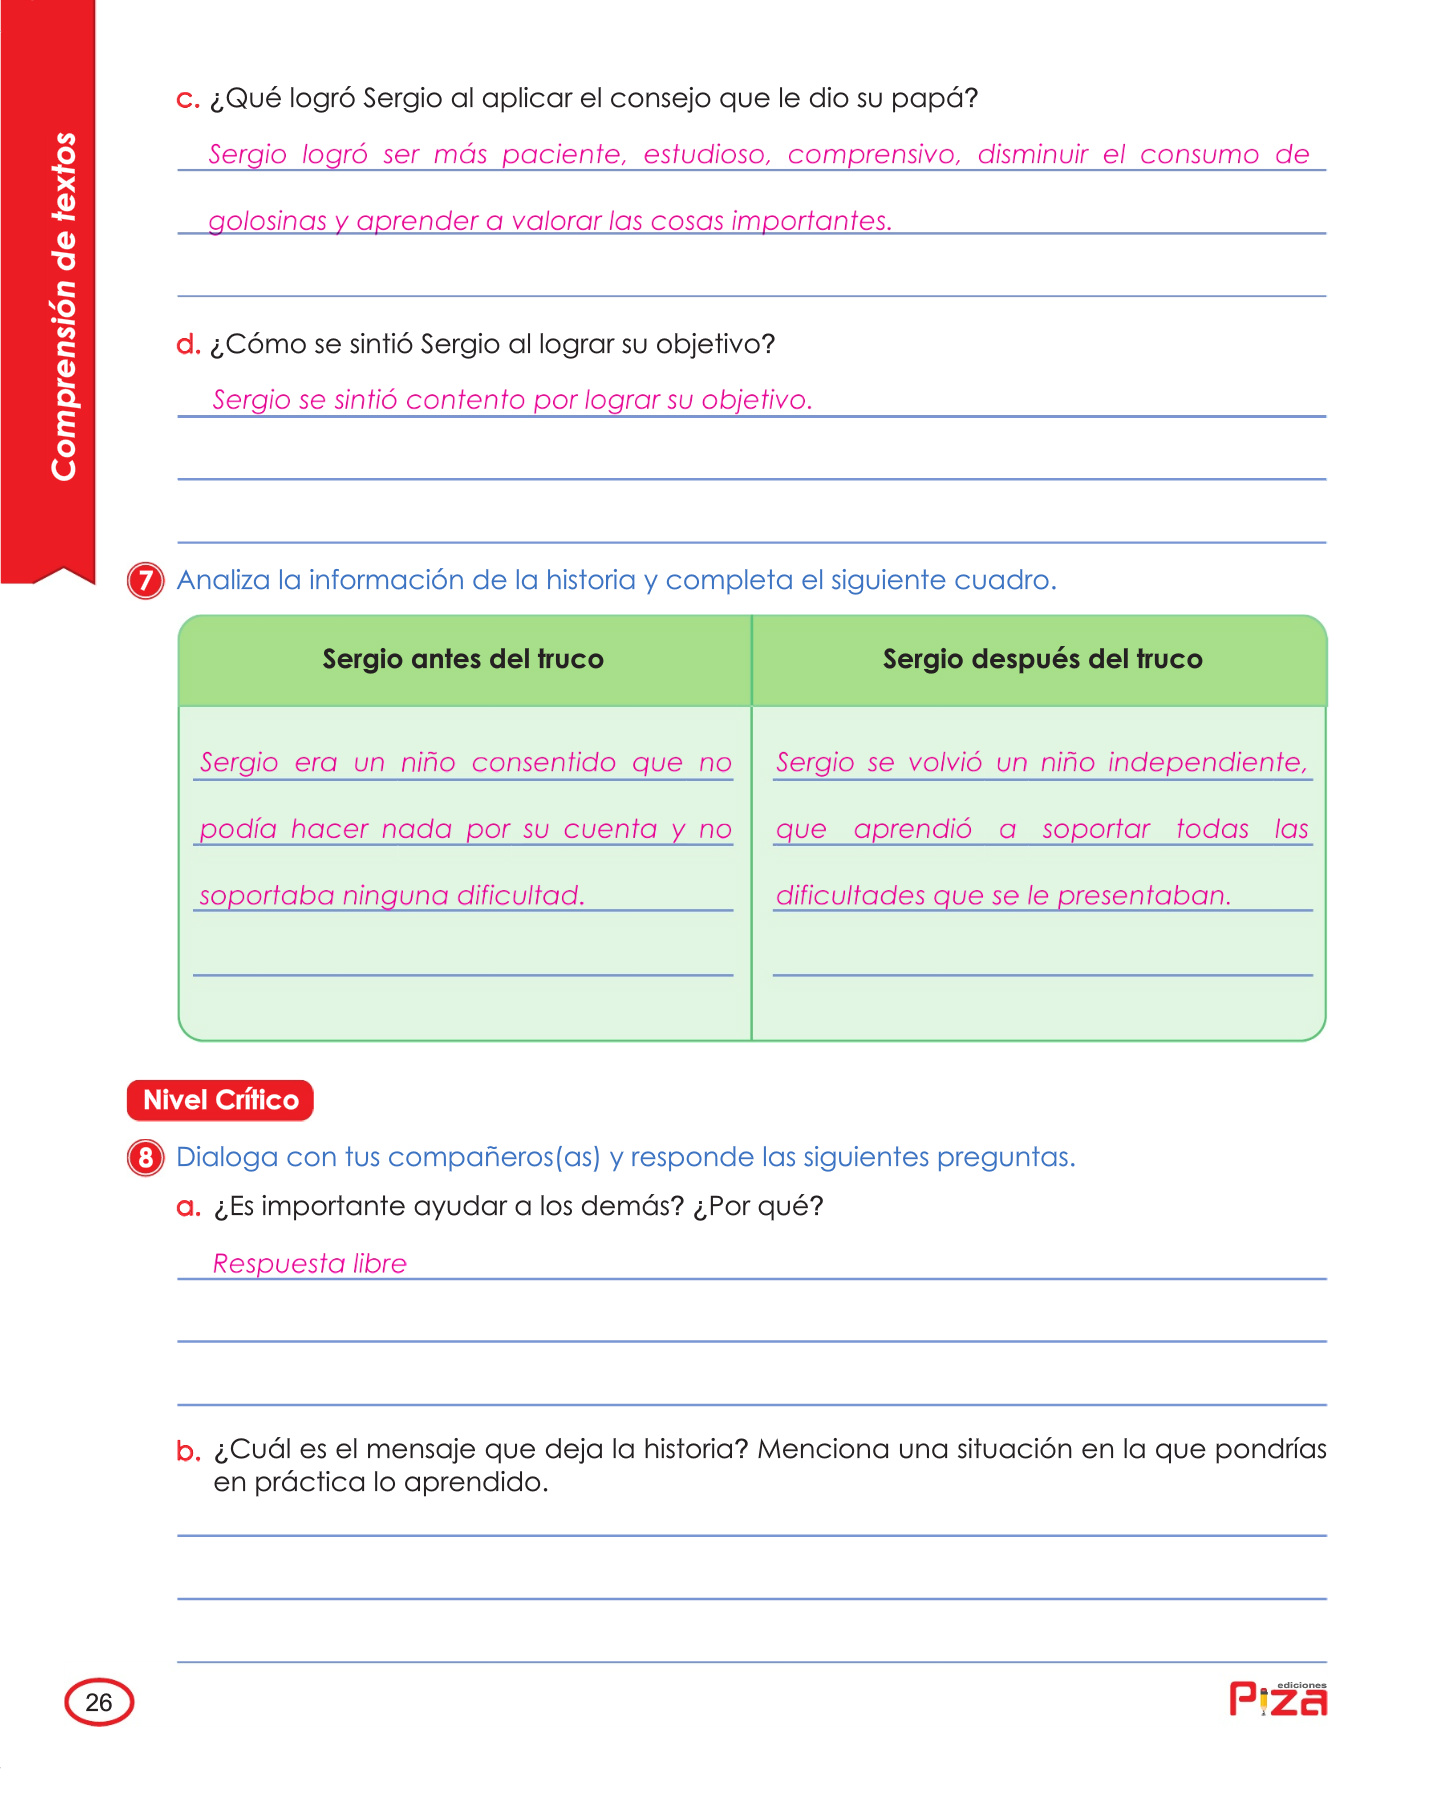 Comprensión de textos
c. ¿Qué logró Sergio al aplicar el consejo que le dio su papá?
Sergio logró ser más paciente, estudioso, comprensivo, disminuir el consumo de
golosinas y aprender a valorar las cosas importantes.
d. ¿Cómo se sintió Sergio al lograr su objetivo?
Sergio se sintió contento por lograr su objetivo.
7 Analiza la información de la historia y completa el siguiente cuadro.
Sergio antes del truco
Sergio era un niño consentido que no
podía hacer nada por su cuenta y no
soportaba ninguna dificultad.
Sergio después del truco
Sergio se volvió un niño independiente,
que aprendió a soportar todas las
dificultades que se le presentaban.
Nivel Crítico
8 Dialoga con tus compañeros(as) y responde las siguientes preguntas.
a. ¿Es importante ayudar a los demás? ¿Por qué?
Respuesta libre
b. ¿Cuál es el mensaje que deja la historia? Menciona una situación en la que pondrías
en práctica lo aprendido.
26
ediciones
Piza